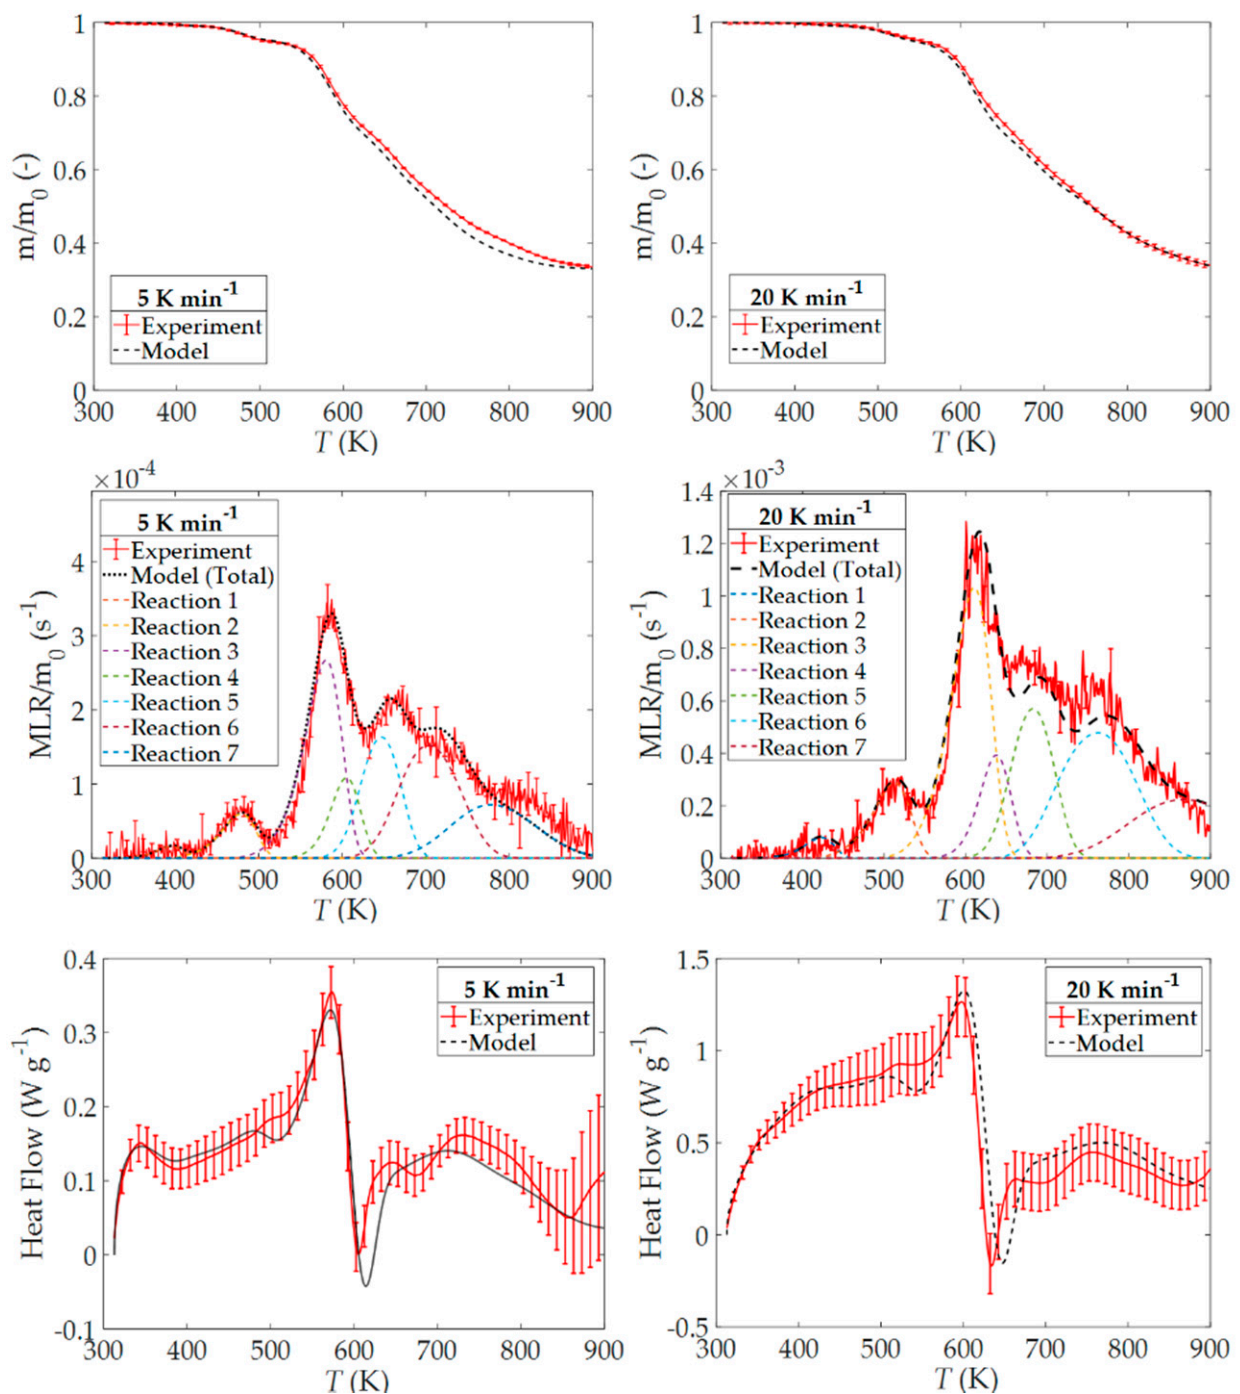 1
0.8
0.6
0.4
0.2
0
m/m0 (-)
5 K min-1
Experiment
Model
300 400 500 600 700 800 900
T (K)
1
0.8
0.6
0.4
0.2
0
m/m0 (-)
20 K min-1
Experiment
Model
300 400 500 600 700 800 900
T (K)
×10-4
4
3
2
1
0
MLR/m0 (s-1)
5 K min-1
Experiment
Model (Total)
Reaction 1
Reaction 2
Reaction 3
Reaction 4
Reaction 5
Reaction 6
Reaction 7
300 400 500 600 700 800 900
T (K)
×10-3
1.4
1.2
1
0.8
0.6
0.4
0.2
0
MLR/m0 (s-1)
20 K min-1
Experiment
Model (Total)
Reaction 1
Reaction 2
Reaction 3
Reaction 4
Reaction 5
Reaction 6
Reaction 7
300 400 500 600 700 800 900
T (K)
0.4
0.3
0.2
0.1
0
-0.1
Heat Flow (W g-1)
5 K min-1
Experiment
Model
300 400 500 600 700 800 900
T (K)
1.5
1
0.5
0
-0.5
Heat Flow (W g-1)
20 K min-1
Experiment
Model
300 400 500 600 700 800 900
T (K)